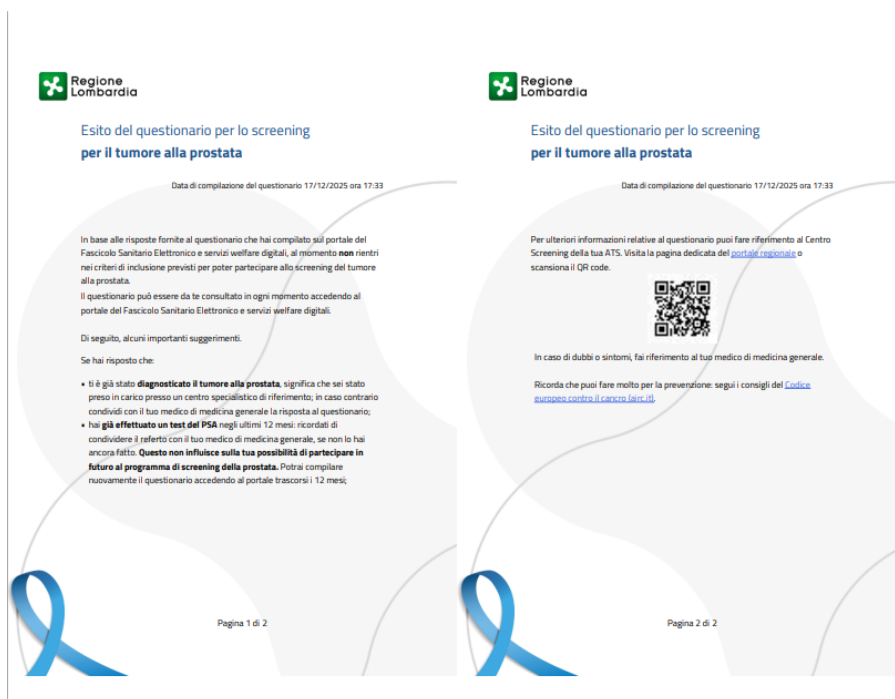 Regione
Lombardia
Esito del questionario per lo screening
per il tumore alla prostata
Data di compilazione del questionario 17/12/2025 ora 17:33
In base alle risposte fornite al questionario che hai compilato sul portale del
Fascicolo Sanitario Elettronico e servizi welfare digitali, al momento non rientri
nei criteri di inclusione previsti per poter partecipare allo screening del tumore
alla prostata.
Il questionario può essere da te consultato in ogni momento accedendo al
portale del Fascicolo Sanitario Elettronico e servizi welfare digitali.
Di seguito, alcuni importanti suggerimenti.
Se hai risposto che:
• ti è già stato diagnosticato il tumore alla prostata, significa che sei stato
preso in carico presso un centro specialistico di riferimento; in caso contrario
condividi con il tuo medico di medicina generale la risposta al questionario;
• hai già effettuato un test del PSA negli ultimi 12 mesi: ricordati di
condividere il referto con il tuo medico di medicina generale, se non lo hai
ancora fatto. Questo non influisce sulla tua possibilità di partecipare in
futuro al programma di screening della prostata. Potrai compilare
nuovamente il questionario accedendo al portale trascorsi i 12 mesi;
Pagina 1 di 2
Regione
Lombardia
Esito del questionario per lo screening
per il tumore alla prostata
Data di compilazione del questionario 17/12/2025 ora 17:33
Per ulteriori informazioni relative al questionario puoi fare riferimento al Centro
Screening della tua ATS. Visita la pagina dedicata del portale regionale o
scansiona il QR code.
In caso di dubbi o sintomi, fai riferimento al tuo medico di medicina generale.
Ricorda che puoi fare molto per la prevenzione: segui i consigli del Codice
europeo contro il cancro (airc.it).
Pagina 2 di 2